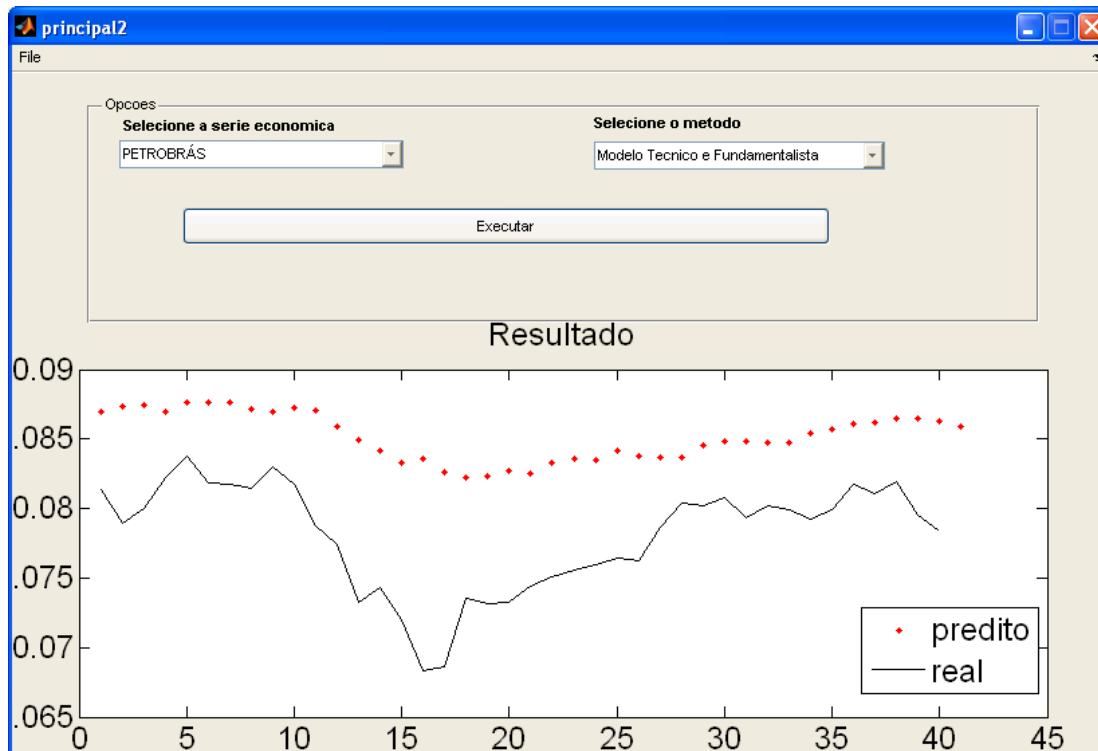 principal2
File
Opcoes
Selecione a serie economica
Selecione o metodo
PETROBRÁS
Modelo Tecnico e Fundamentalista
Executar
Resultado
0.09
.085
0.08
.075
0.07
.065
0 5 10 15 20 25 30 35 40 45
predito
real